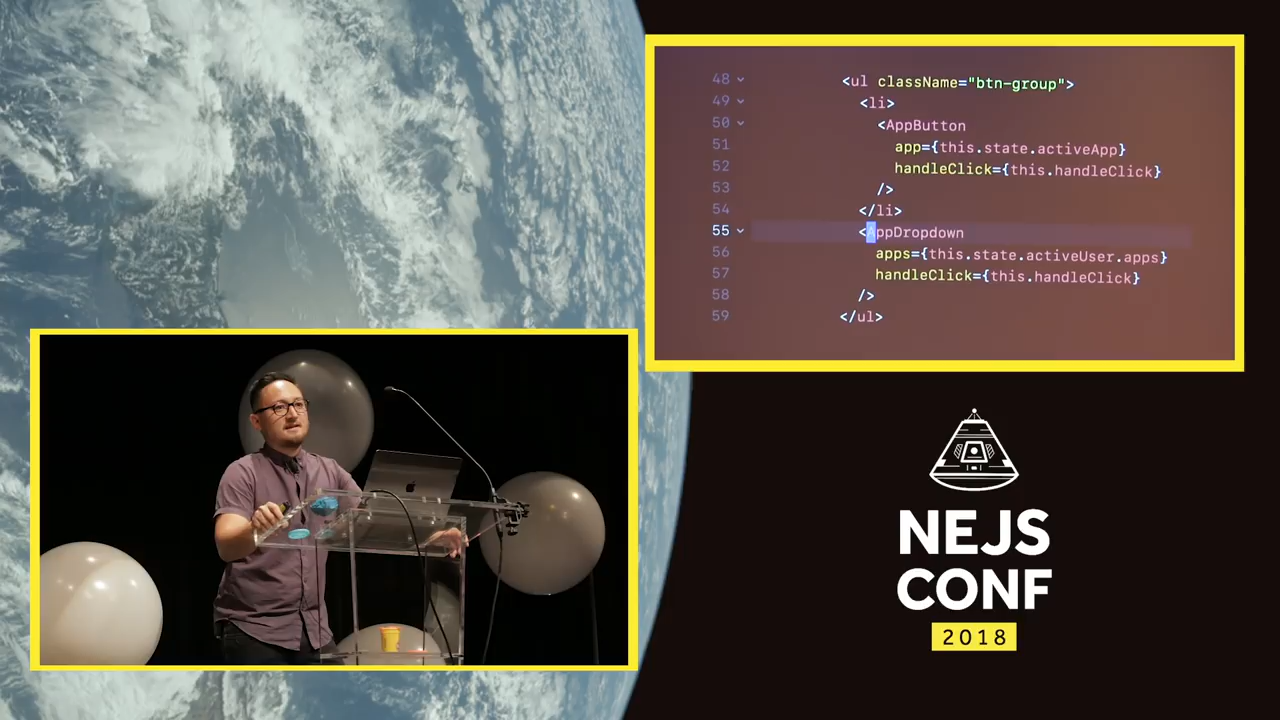 48 <ul className="btn-group">
49 <li>
50 <AppButton
51 app={this.state.activeApp}
52 handleClick={this.handleClick}
53 />
54 </li>
55 <AppDropdown
56 apps={this.state.activeUser.apps}
57 handleClick={this.handleClick}
58 />
59 </ul>
NEJS
CONF
2018